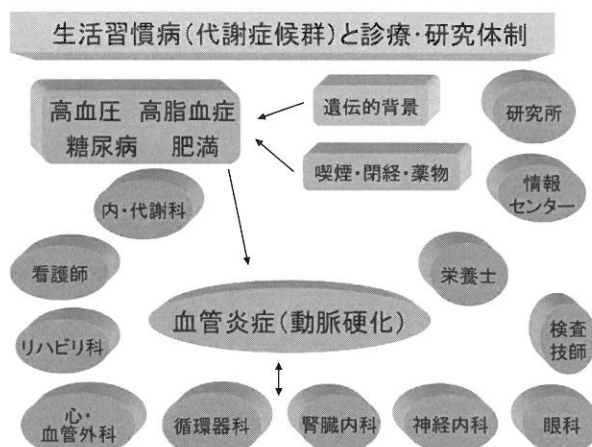 生活習慣病(代謝症候群)と診療・研究体制
高血圧 高脂血症
糖尿病 肥満
遺伝的背景
喫煙・閉経・薬物
研究所
情報
センター
内・代謝科
看護師
栄養士
血管炎症(動脈硬化)
リハビリ科
検査
技師
心・
血管外科
循環器科
腎臓内科
神経内科
眼科